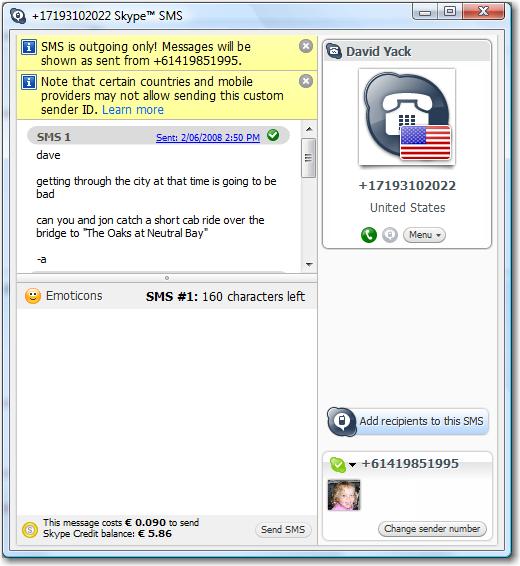 +17193102022 Skype™ SMS
SMS is outgoing only! Messages will be
shown as sent from +61419851995.
Note that certain countries and mobile
providers may not allow sending this custom
sender ID. Learn more
SMS 1 Sent: 2/06/2008 2:50 PM
dave
getting through the city at that time is going to be
bad
can you and jon catch a short cab ride over the
bridge to "The Oaks at Neutral Bay"
-a
Emoticons SMS #1: 160 characters left
This message costs € 0.090 to send
Skype Credit balance: € 5.86
Send SMS
David Yack
+17193102022
United States
Menu
Add recipients to this SMS
+61419851995
Change sender number